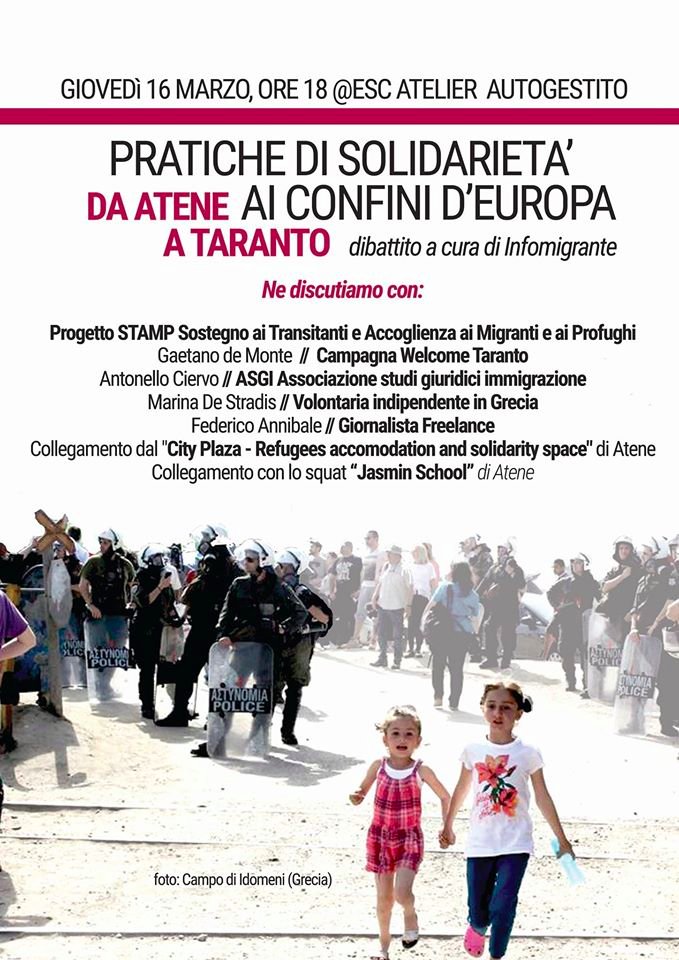 GIOVEDì 16 MARZO, ORE 18 @ESC ATELIER AUTOGESTITO
PRATICHE DI SOLIDARIETA'
DA ATENE AI CONFINI D'EUROPA
A TARANTO dibattito a cura di Infomigrante
Ne discutiamo con:
Progetto STAMP Sostegno ai Transitanti e Accoglienza ai Migranti e ai Profughi
Gaetano de Monte // Campagna Welcome Taranto
Antonello Ciervo // ASGI Associazione studi giuridici immigrazione
Marina De Stradis // Volontaria indipendente in Grecia
Federico Annibale // Giornalista Freelance
Collegamento dal "City Plaza - Refugees accomodation and solidarity space" di Atene
Collegamento con lo squat “Jasmin School” di Atene
ΑΣΤΥΝΟΜΙΑ
POLICE
ΑΣΤΥΝΟΜΙΑ
POLICE
POLICE
POLICE
foto: Campo di Idomeni (Grecia)